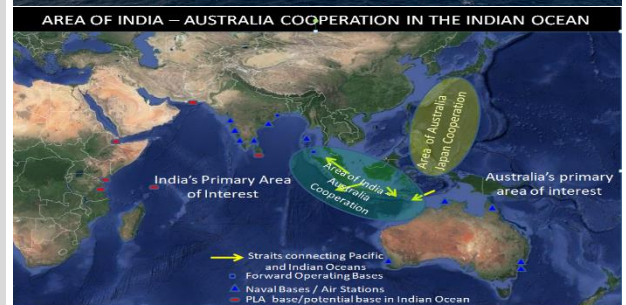 AREA OF INDIA – AUSTRALIA COOPERATION IN THE INDIAN OCEAN
Area of Australia
Japan Cooperation
India's Primary Area
of Interest
Area of India
Australia
Cooperation
Australia's primary
area of interest
Straits connecting Pacific
and Indian Oceans
Forward Operating Bases
Naval Bases / Air Stations
PLA base/potential base in Indian Ocean